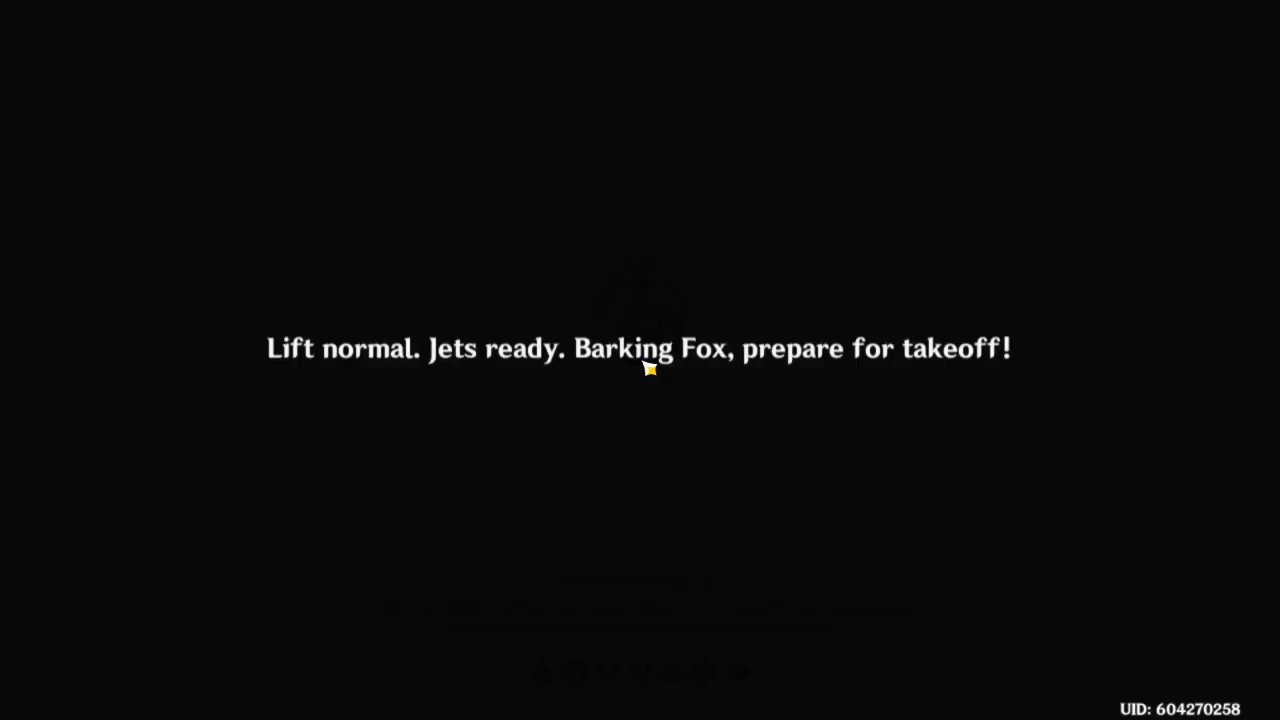 Lift normal. Jets ready. Barking Fox, prepare for takeoff!
UID: 604270258